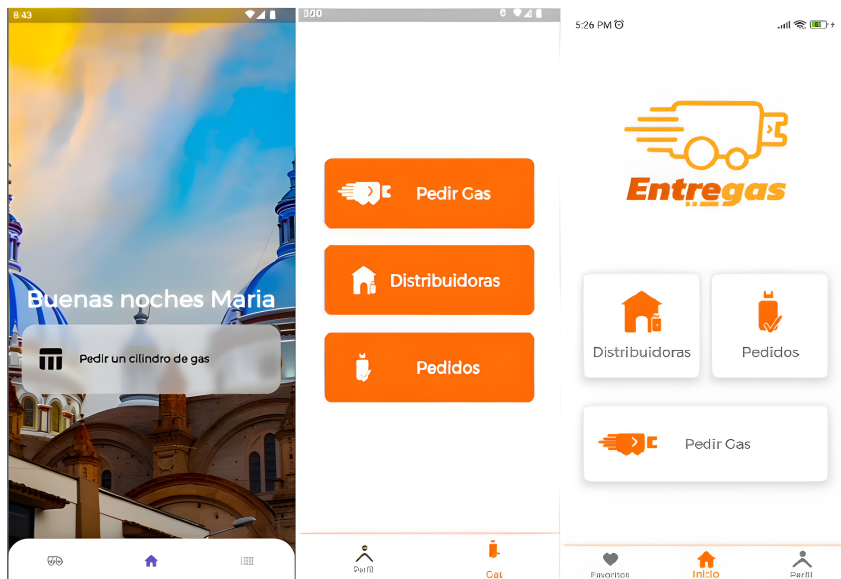 8:43
Buenas noches Maria
Pedir un cilindro de gas
Pedir Gas
Distribuidoras
Pedidos
Perfil
5:26 PM
Entregas
Distribuidoras
Pedidos
Pedir Gas
Favoritos
Inicio
Perfil